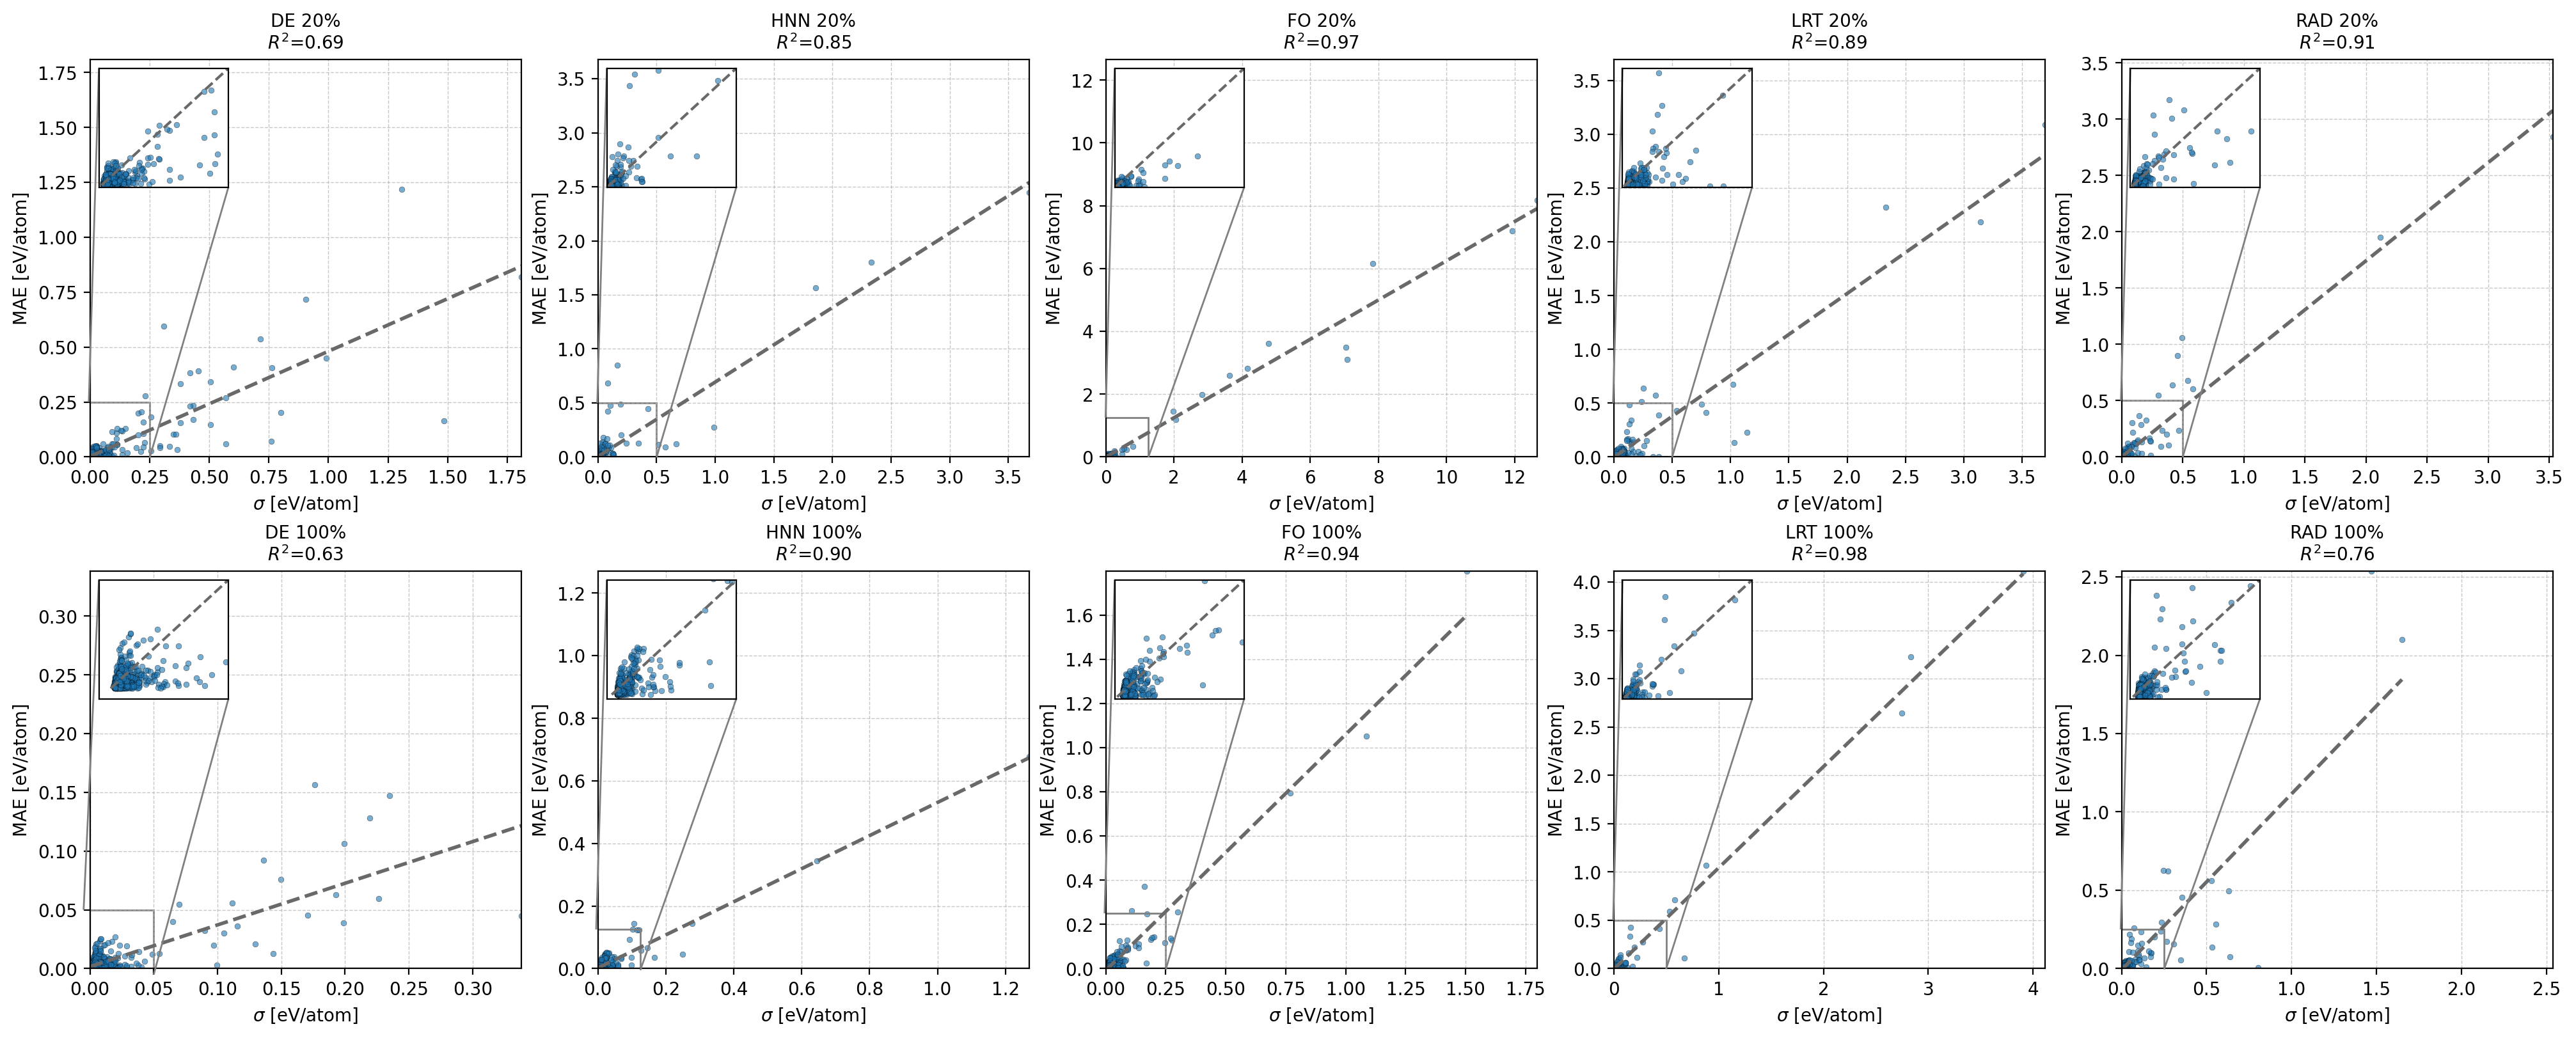 DE 20%
R²=0.69
1.75
1.50
1.25
1.00
0.75
0.50
0.25
0.00
MAE [eV/atom]
0.00 0.25 0.50 0.75 1.00 1.25 1.50 1.75
σ [eV/atom]
HNN 20%
R²=0.85
3.5
3.0
2.5
2.0
1.5
1.0
0.5
0.0
MAE [eV/atom]
0.0 0.5 1.0 1.5 2.0 2.5 3.0 3.5
σ [eV/atom]
FO 20%
R²=0.97
12
10
8
6
4
2
0
MAE [eV/atom]
0 2 4 6 8 10 12
σ [eV/atom]
LRT 20%
R²=0.89
3.5
3.0
2.5
2.0
1.5
1.0
0.5
0.0
MAE [eV/atom]
0.0 0.5 1.0 1.5 2.0 2.5 3.0 3.5
σ [eV/atom]
RAD 20%
R²=0.91
3.5
3.0
2.5
2.0
1.5
1.0
0.5
0.0
MAE [eV/atom]
0.0 0.5 1.0 1.5 2.0 2.5 3.0 3.5
σ [eV/atom]
DE 100%
R²=0.63
0.30
0.25
0.20
0.15
0.10
0.05
0.00
MAE [eV/atom]
0.00 0.05 0.10 0.15 0.20 0.25 0.30
σ [eV/atom]
HNN 100%
R²=0.90
1.2
1.0
0.8
0.6
0.4
0.2
0.0
MAE [eV/atom]
0.0 0.2 0.4 0.6 0.8 1.0 1.2
σ [eV/atom]
FO 100%
R²=0.94
1.6
1.4
1.2
1.0
0.8
0.6
0.4
0.2
0.0
MAE [eV/atom]
0.00 0.25 0.50 0.75 1.00 1.25 1.50 1.75
σ [eV/atom]
LRT 100%
R²=0.98
4.0
3.5
3.0
2.5
2.0
1.5
1.0
0.5
0.0
MAE [eV/atom]
0 1 2 3 4
σ [eV/atom]
RAD 100%
R²=0.76
2.5
2.0
1.5
1.0
0.5
0.0
MAE [eV/atom]
0.0 0.5 1.0 1.5 2.0 2.5
σ [eV/atom]